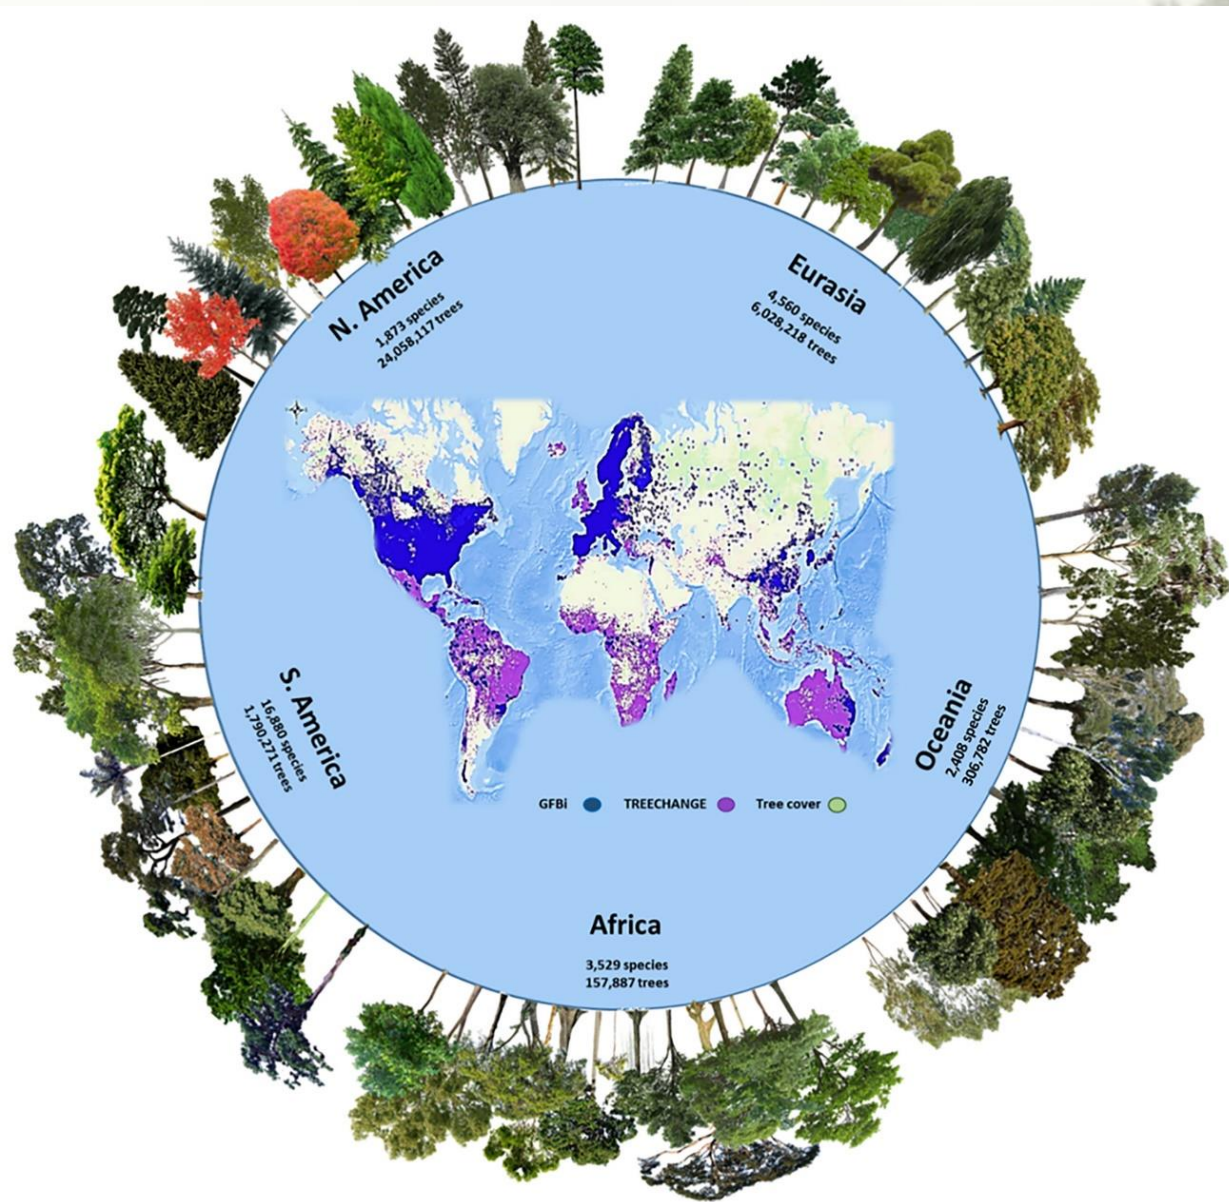 N. America
1,873 species
24,058,117 trees
Eurasia
4,560 species
6,028,218 trees
S. America
16,880 species
1,790,271 trees
Oceania
2,408 species
306,782 trees
GFBi TREECHANGE Tree cover
Africa
3,529 species
157,887 trees